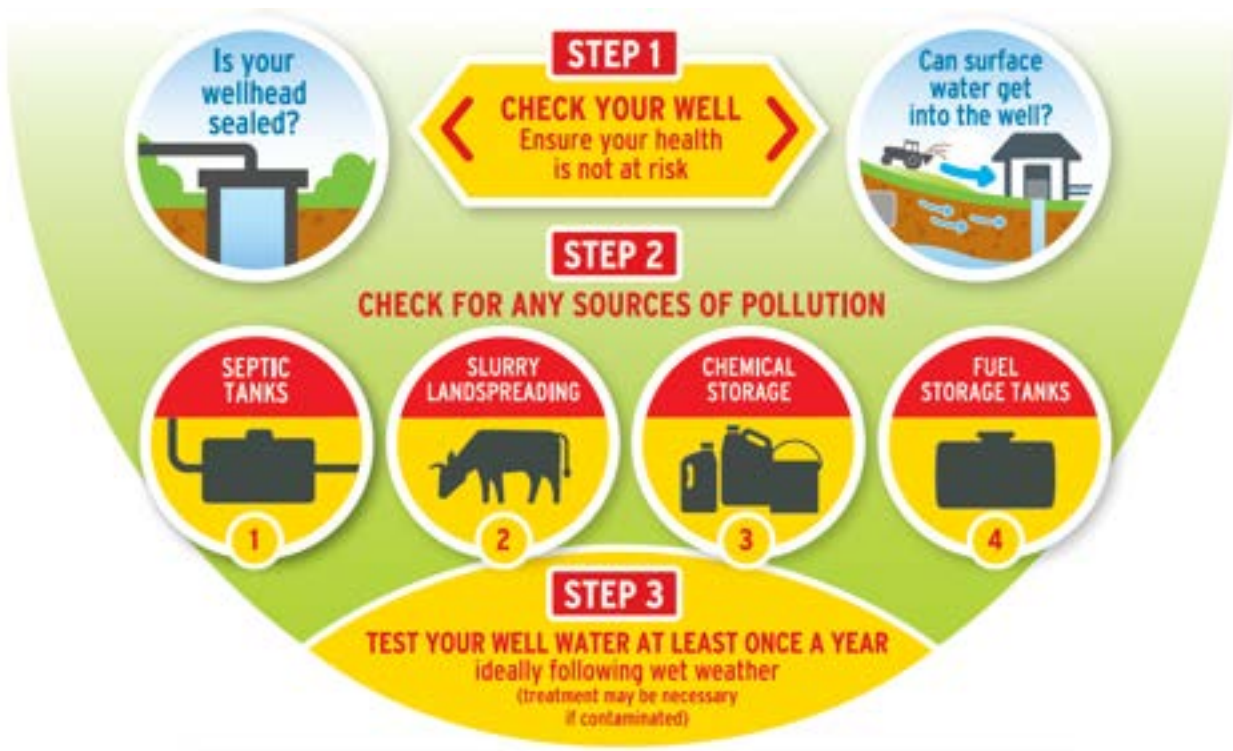 Is your
wellhead
sealed?
STEP 1
CHECK YOUR WELL
Ensure your health
is not at risk
Can surface
water get
into the well?
STEP 2
CHECK FOR ANY SOURCES OF POLLUTION
SEPTIC
TANKS
1
SLURRY
LANDSPREADING
2
CHEMICAL
STORAGE
3
FUEL
STORAGE TANKS
4
STEP 3
TEST YOUR WELL WATER AT LEAST ONCE A YEAR
ideally following wet weather
(treatment may be necessary
if contaminated)